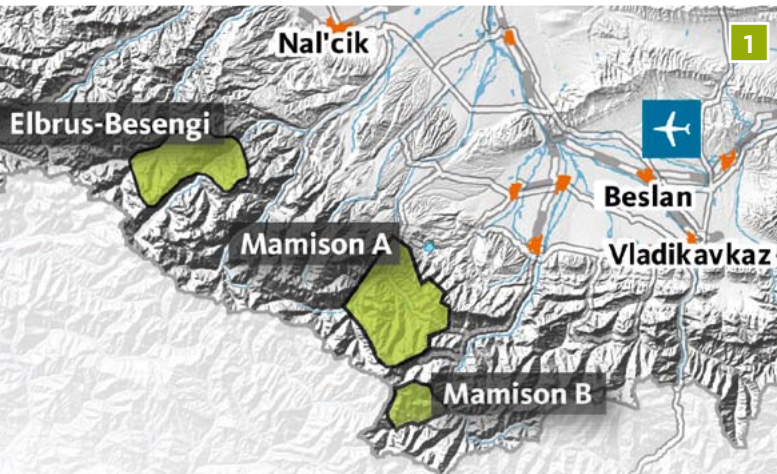 Nal'cik
1
Elbrus-Besengi
Beslan
Mamison A
Vladikavkaz
Mamison B